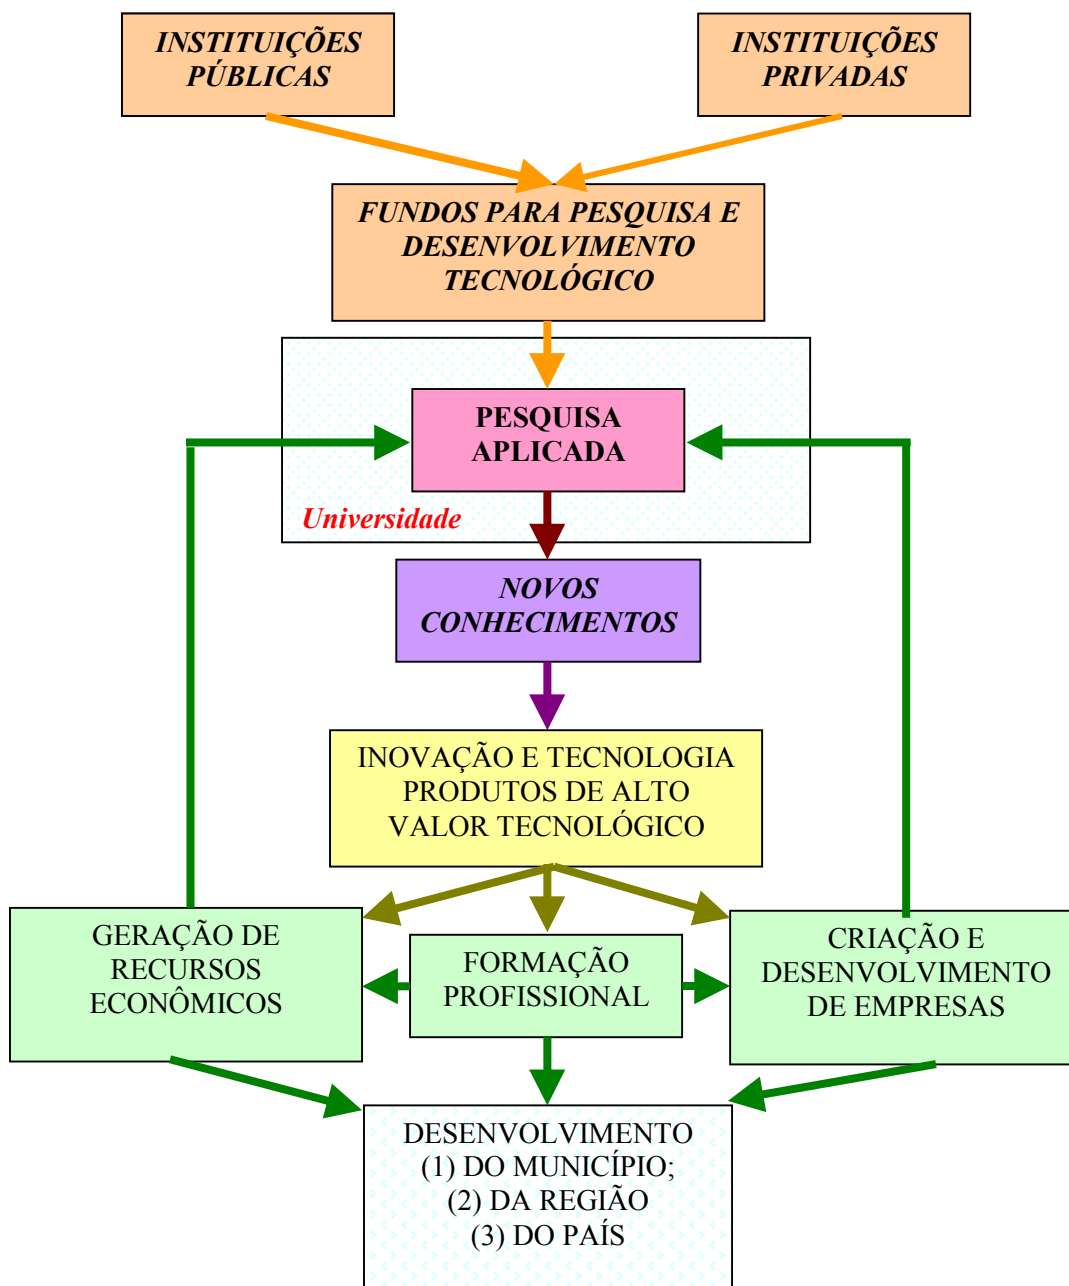 INSTITUIÇÕES
PÚBLICAS
INSTITUIÇÕES
PRIVADAS
FUNDOS PARA PESQUISA E
DESENVOLVIMENTO
TECNOLÓGICO
PESQUISA
APLICADA
Universidade
NOVOS
CONHECIMENTOS
INOVAÇÃO E TECNOLOGIA
PRODUTOS DE ALTO
VALOR TECNOLÓGICO
GERAÇÃO DE
RECURSOS
ECONÔMICOS
FORMAÇÃO
PROFISSIONAL
CRIAÇÃO E
DESENVOLVIMENTO
DE EMPRESAS
DESENVOLVIMENTO
(1) DO MUNICÍPIO;
(2) DA REGIÃO
(3) DO PAÍS